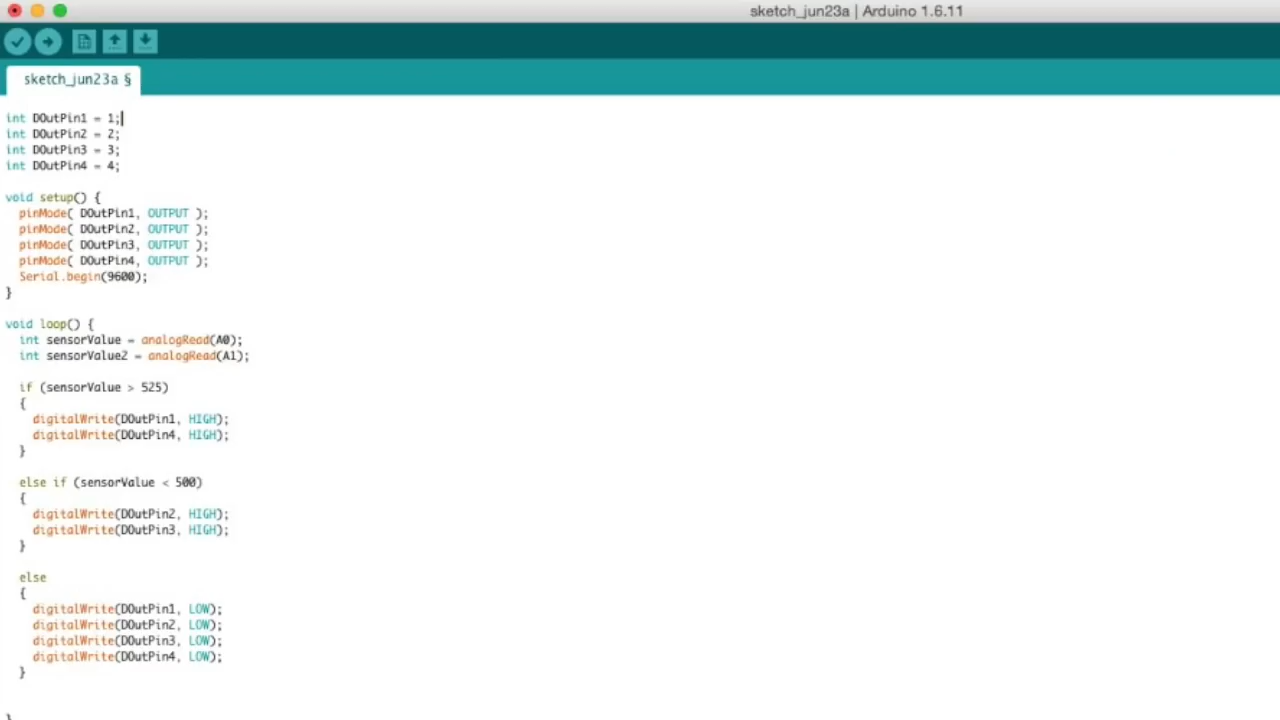 sketch_jun23a | Arduino 1.6.11
sketch_jun23a §
int DOutPin1 = 1;
int DOutPin2 = 2;
int DOutPin3 = 3;
int DOutPin4 = 4;
void setup() {
pinMode( DOutPin1, OUTPUT );
pinMode( DOutPin2, OUTPUT );
pinMode( DOutPin3, OUTPUT );
pinMode( DOutPin4, OUTPUT );
Serial.begin(9600);
}
void loop() {
int sensorValue = analogRead(A0);
int sensorValue2 = analogRead(A1);
if (sensorValue > 525)
{
digitalWrite(DOutPin1, HIGH);
digitalWrite(DOutPin4, HIGH);
}
else if (sensorValue < 500)
{
digitalWrite(DOutPin2, HIGH);
digitalWrite(DOutPin3, HIGH);
}
else
{
digitalWrite(DOutPin1, LOW);
digitalWrite(DOutPin2, LOW);
digitalWrite(DOutPin3, LOW);
digitalWrite(DOutPin4, LOW);
}
}